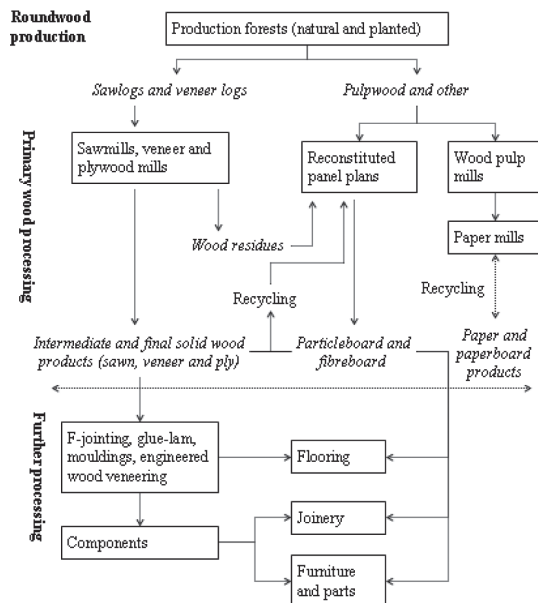 Roundwood
production
Production forests (natural and planted)
Sawlogs and veneer logs
Pulpwood and other
Primary wood processing
Sawmills, veneer and
plywood mills
Reconstituted
panel plans
Wood pulp
mills
Wood residues
Paper mills
Recycling
Recycling
Intermediate and final solid wood
products (sawn, veneer and ply)
Particleboard and
fibreboard
Paper and
paperboard
products
Further processing
F-jointing, glue-lam,
mouldings, engineered
wood veneering
Flooring
Components
Joinery
Furniture
and parts